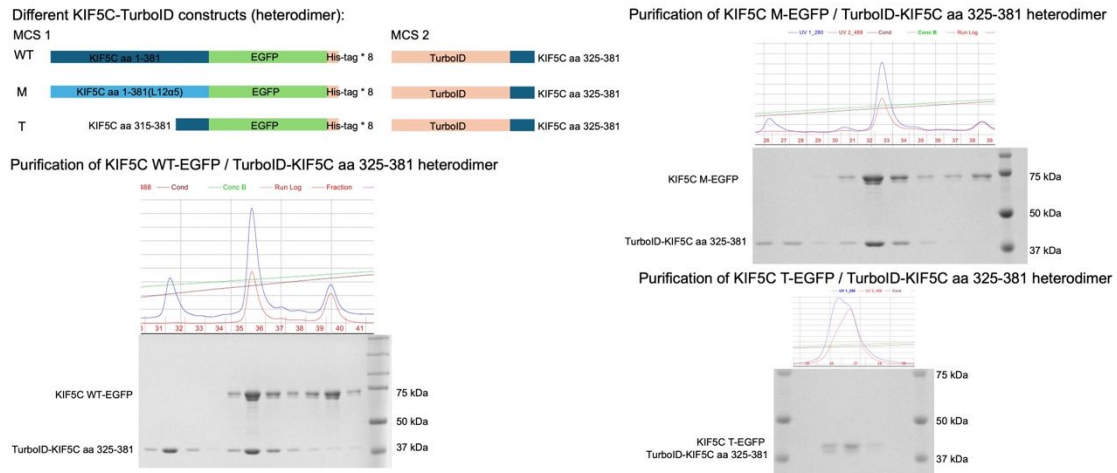 Different KIF5C-TurboID constructs (heterodimer):
MCS 1 MCS 2
WT KIF5C aa 1-381 EGFP His-tag * 8 TurboID KIF5C aa 325-381
M KIF5C aa 1-381(L12α5) EGFP His-tag * 8 TurboID KIF5C aa 325-381
T KIF5C aa 315-381 EGFP His-tag * 8 TurboID KIF5C aa 325-381
Purification of KIF5C WT-EGFP / TurboID-KIF5C aa 325-381 heterodimer
488 Cond Conc B Run Log Fraction
31 32 33 34 35 36 37 38 39 40 41
KIF5C WT-EGFP
TurboID-KIF5C aa 325-381
75 kDa
50 kDa
37 kDa
Purification of KIF5C M-EGFP / TurboID-KIF5C aa 325-381 heterodimer
UV 1_280 UV 2_488 Cond Conc B Run Log
26 27 28 29 30 31 32 33 34 35 36 37 38 39
KIF5C M-EGFP
TurboID-KIF5C aa 325-381
75 kDa
50 kDa
37 kDa
Purification of KIF5C T-EGFP / TurboID-KIF5C aa 325-381 heterodimer
UV 1_280 UV 2_488 Cond
KIF5C T-EGFP
TurboID-KIF5C aa 325-381
75 kDa
50 kDa
37 kDa